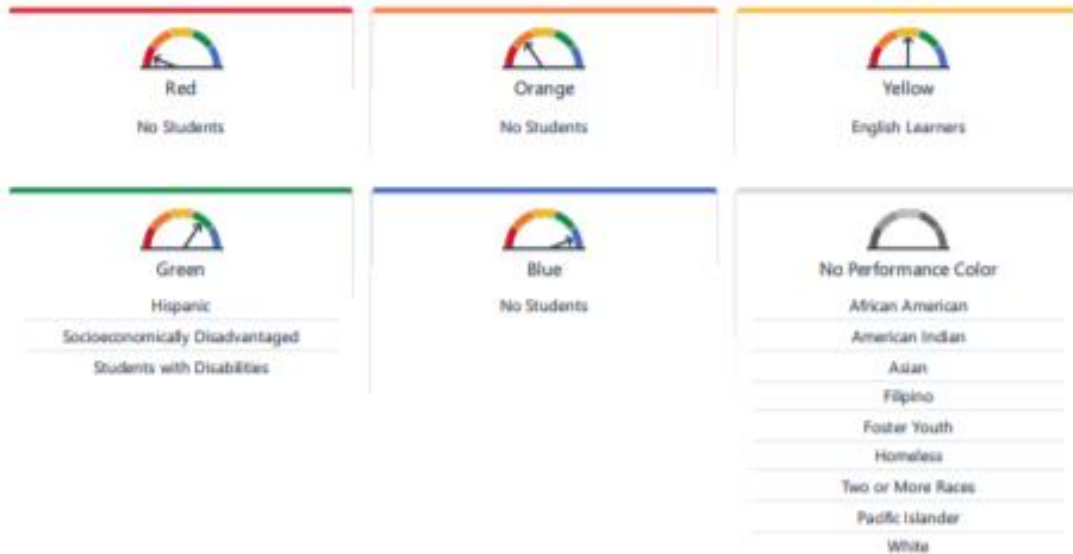 Red
No Students
Orange
No Students
Yellow
English Learners
Green
Hispanic
Socioeconomically Disadvantaged
Students with Disabilities
Blue
No Students
No Performance Color
African American
American Indian
Asian
Filipino
Foster Youth
Homeless
Two or More Races
Pacific Islander
White